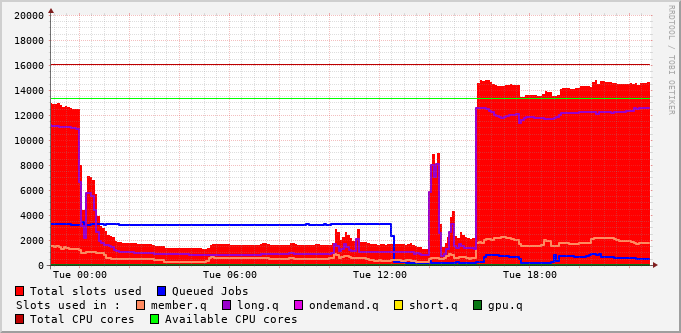 20000
18000
16000
14000
12000
10000
8000
6000
4000
2000
0
Tue 00:00 Tue 06:00 Tue 12:00 Tue 18:00
RRDTOOL / TOBI OETIKER
Total slots used Queued Jobs
Slots used in : member.q long.q ondemand.q short.q gpu.q
Total CPU cores Available CPU cores